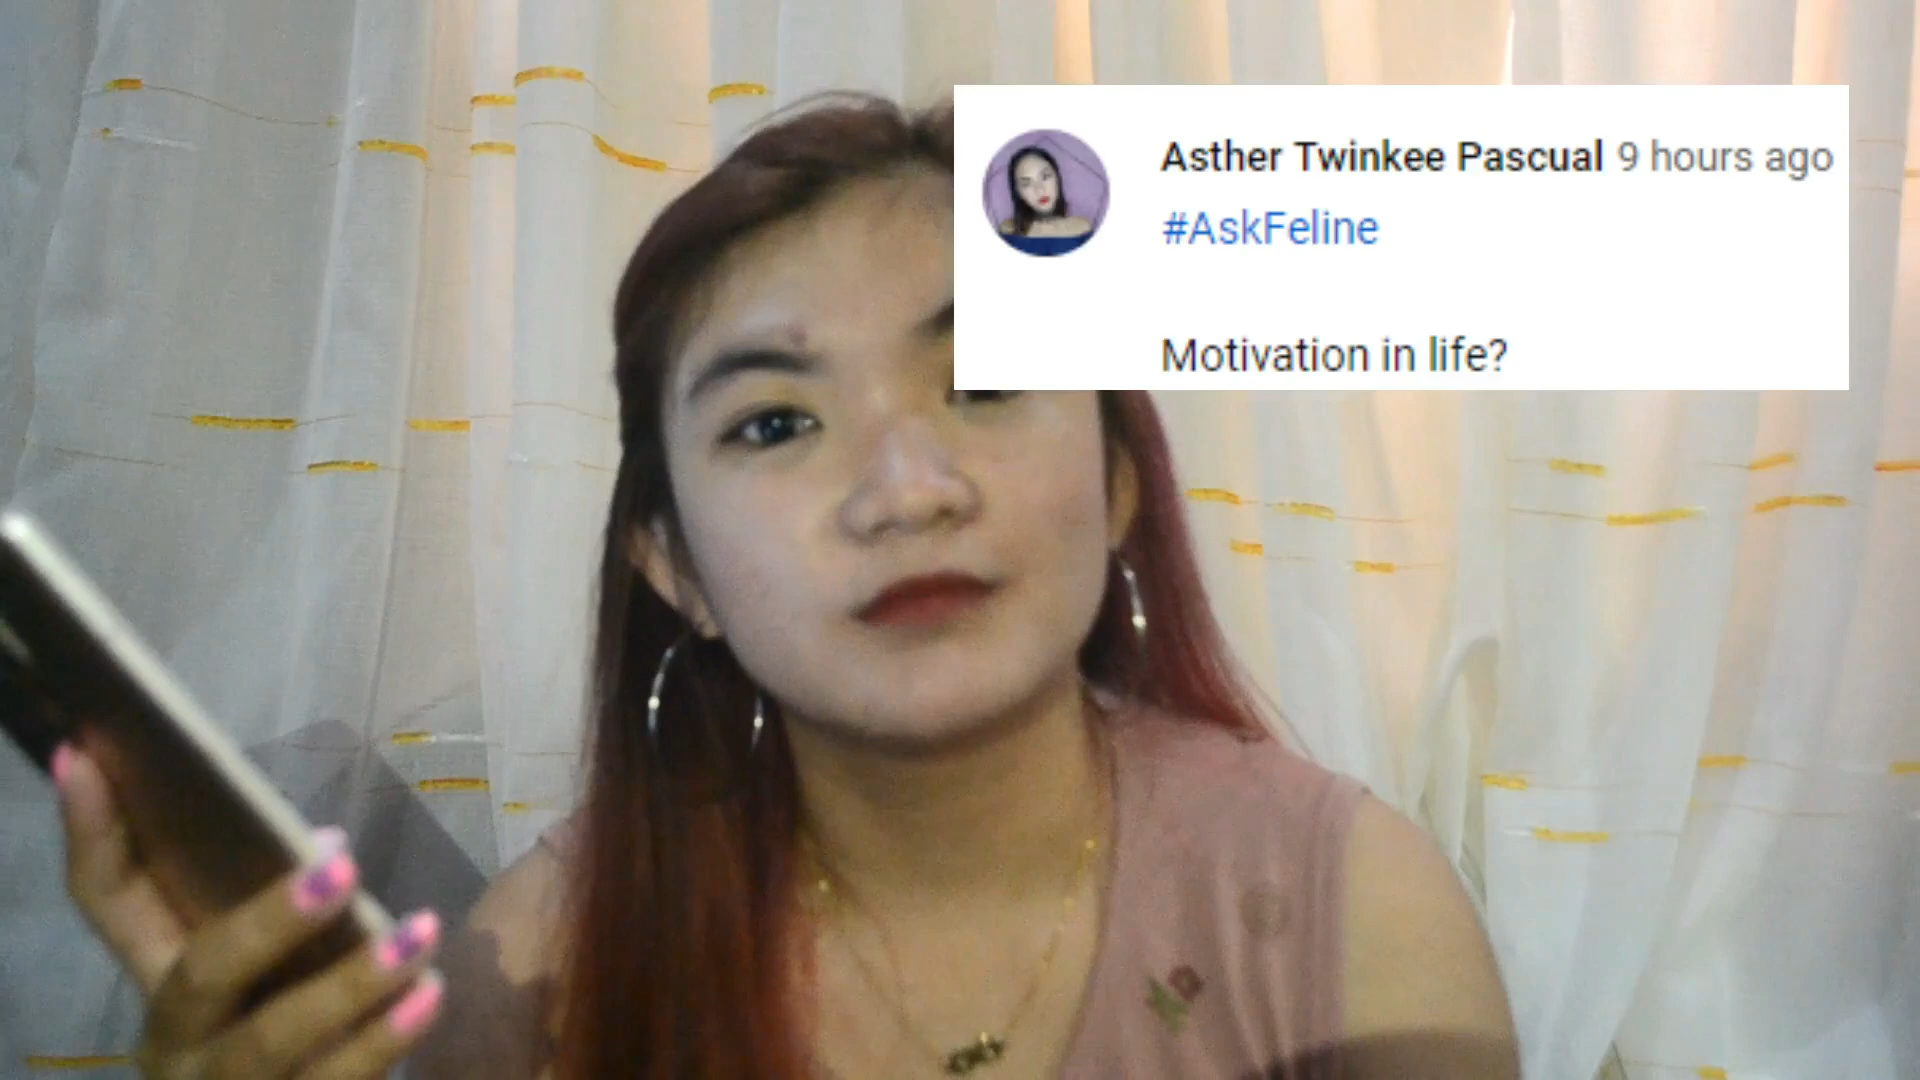 Asther Twinkee Pascual 9 hours ago
#AskFeline
Motivation in life?